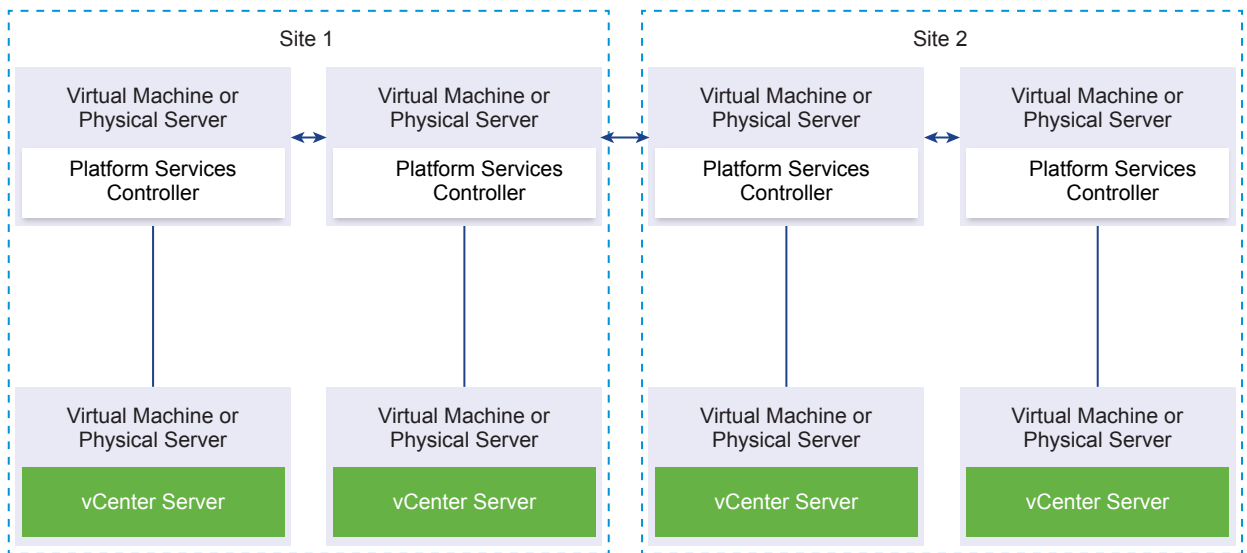 Site 1
Virtual Machine or
Physical Server
Platform Services
Controller
Virtual Machine or
Physical Server
Platform Services
Controller
Virtual Machine or
Physical Server
vCenter Server
Virtual Machine or
Physical Server
vCenter Server
Site 2
Virtual Machine or
Physical Server
Platform Services
Controller
Virtual Machine or
Physical Server
Platform Services
Controller
Virtual Machine or
Physical Server
vCenter Server
Virtual Machine or
Physical Server
vCenter Server